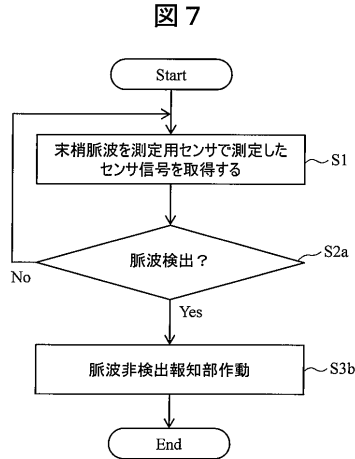 図7
Start
末梢脈波を測定用センサで測定した
センサ信号を取得する
S1
脈波検出？
S2a
No
Yes
脈波非検出報知部作動
S3b
End